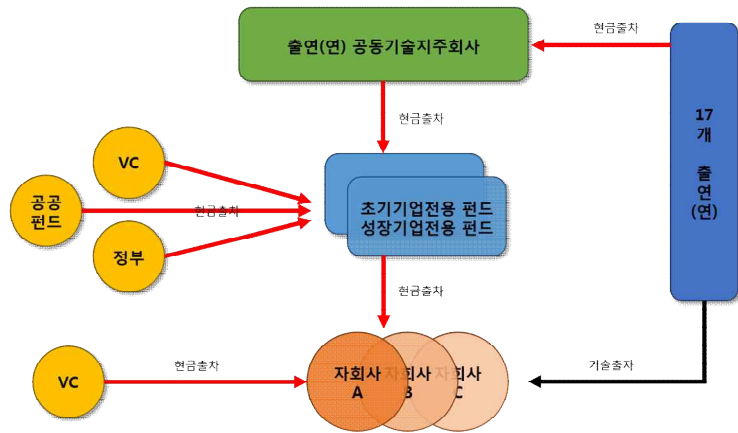 현금출차
출연(연) 공동기술지주회사
17
개
출
연
(연)
현금출차
VC
공공
펀드
현금출차
정부
초기기업전용 펀드
성장기업전용 펀드
현금출차
VC
현금출차
자회사
A
자회사
B
자회사
C
기술출자